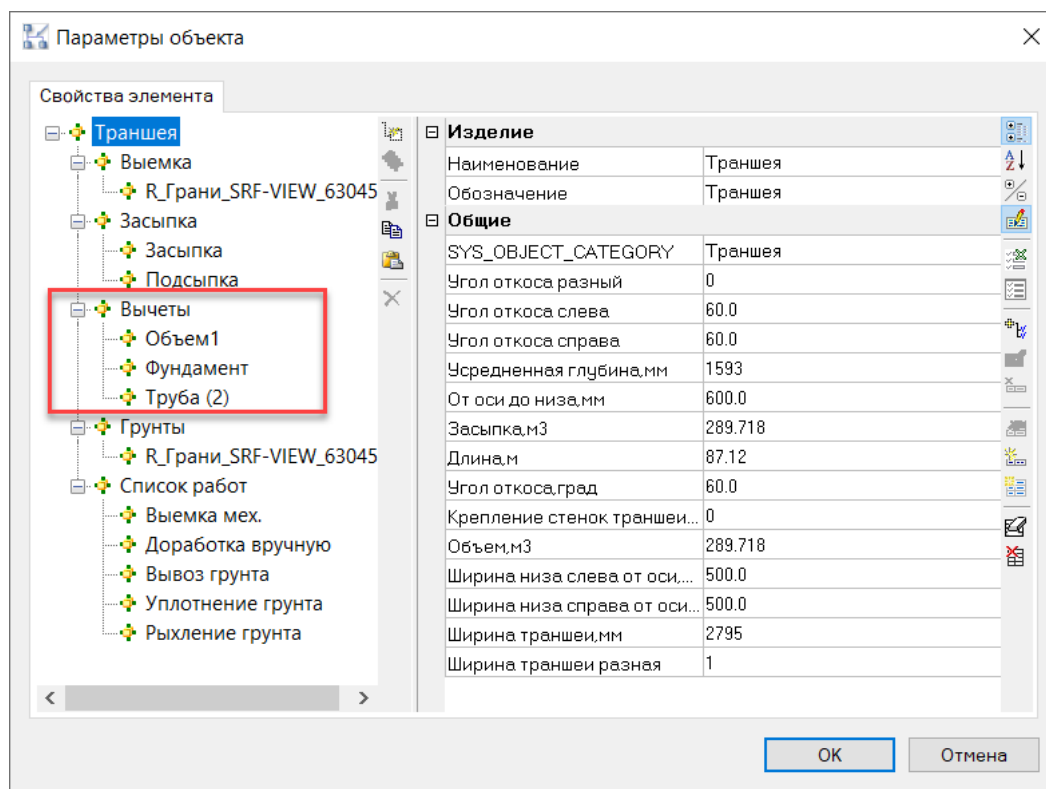 Параметры объекта
Свойства элемента
Траншея
Выемка
R_Грани_SRF-VIEW_63045
Засыпка
Засыпка
Подсыпка
Вычеты
Объем1
Фундамент
Труба (2)
Грунты
R_Грани_SRF-VIEW_63045
Список работ
Выемка мех.
Доработка вручную
Вывоз грунта
Уплотнение грунта
Рыхление грунта
Изделие
Наименование Траншея
Обозначение Траншея
Общие
SYS_OBJECT_CATEGORY Траншея
Угол откоса разный 0
Угол откоса слева 60.0
Угол откоса справа 60.0
Усредненная глубина,мм 1593
От оси до низа,мм 600.0
Засыпка,м3 289.718
Длина,м 87.12
Угол откоса,град 60.0
Крепление стенок траншеи... 0
Объем,м3 289.718
Ширина низа слева от оси,... 500.0
Ширина низа справа от оси... 500.0
Ширина траншеи,мм 2795
Ширина траншеи разная 1
OK
Отмена